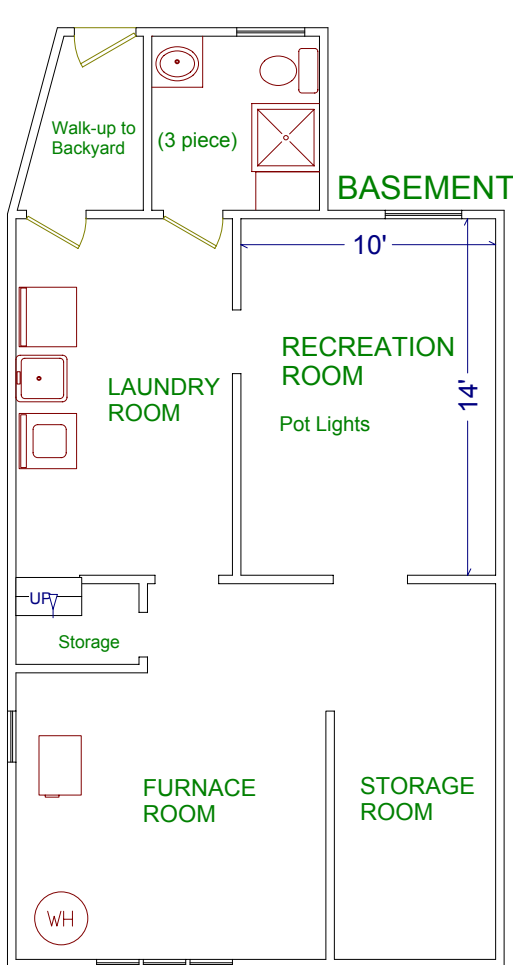 Walk-up to
Backyard
(3 piece)
BASEMENT
10'
RECREATION
ROOM
14'
LAUNDRY
ROOM
Pot Lights
UP
Storage
FURNACE
ROOM
STORAGE
ROOM
WH